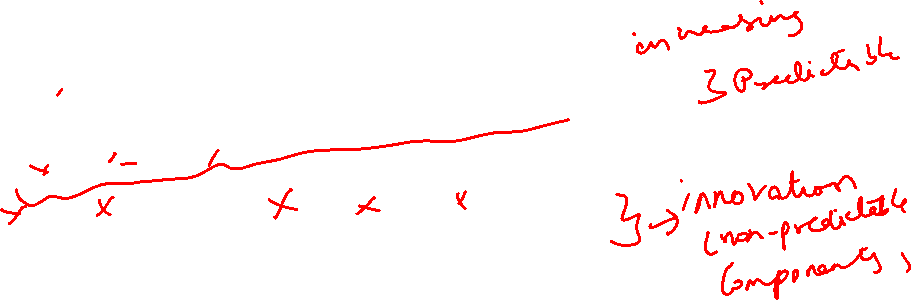 increasing
} Predictable
} → innovation
(non-predictable
Components)